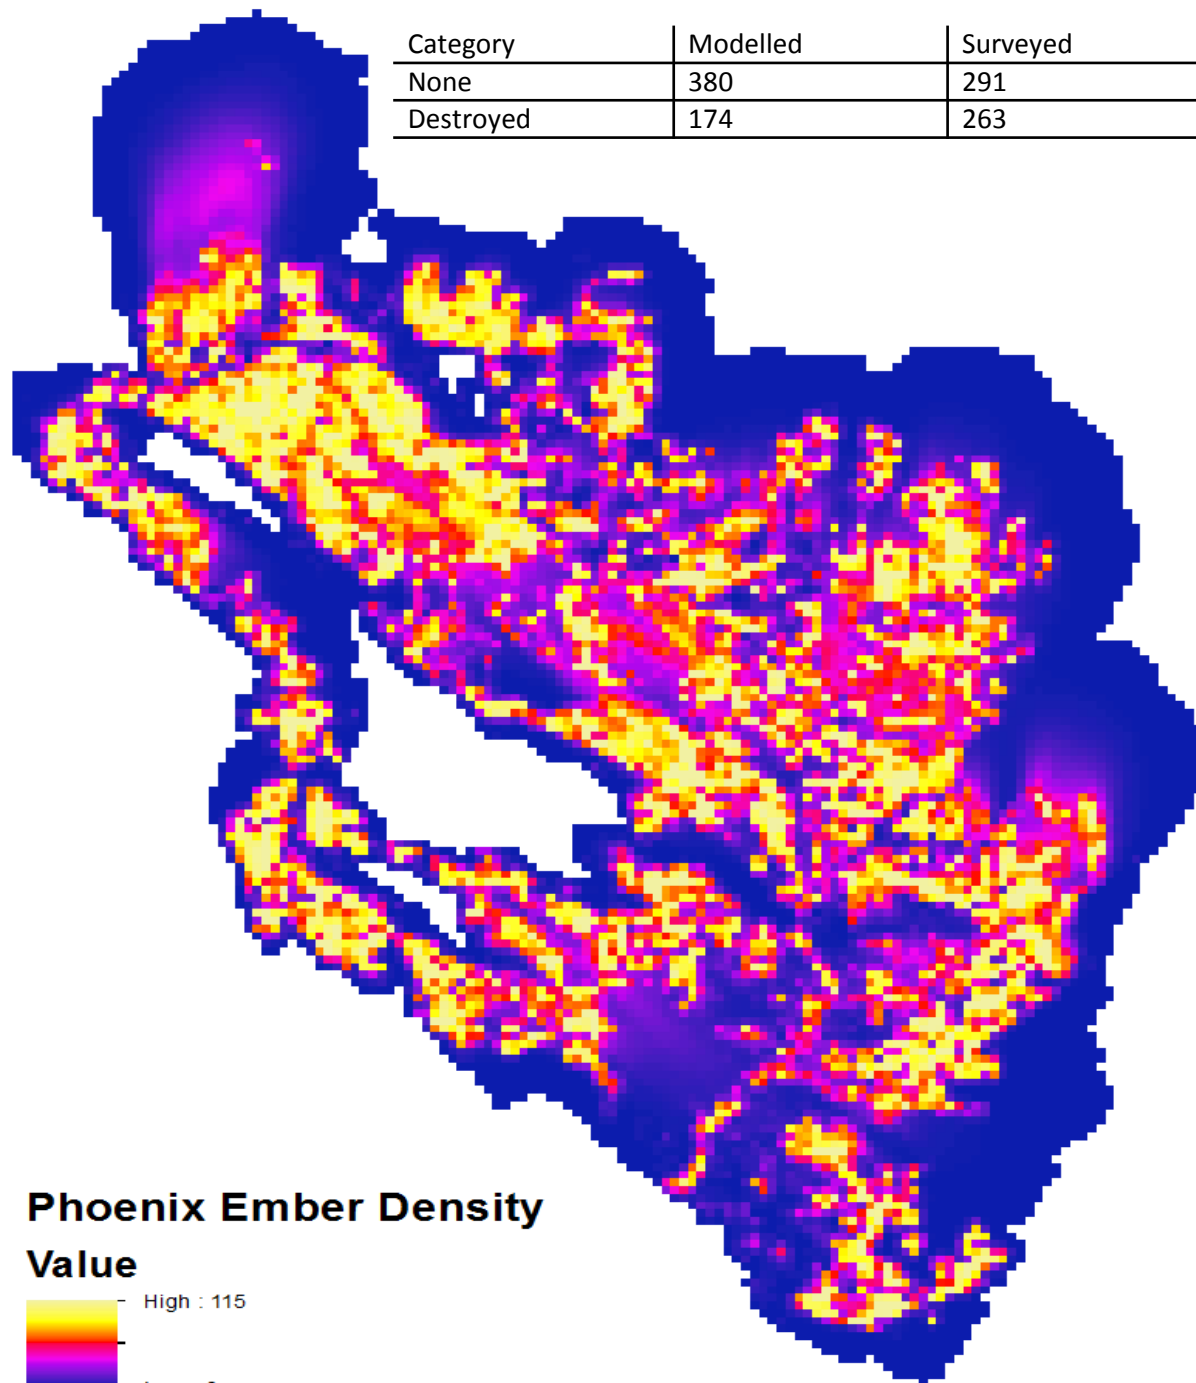 Category Modelled Surveyed
None 380 291
Destroyed 174 263
Phoenix Ember Density
Value
High : 115